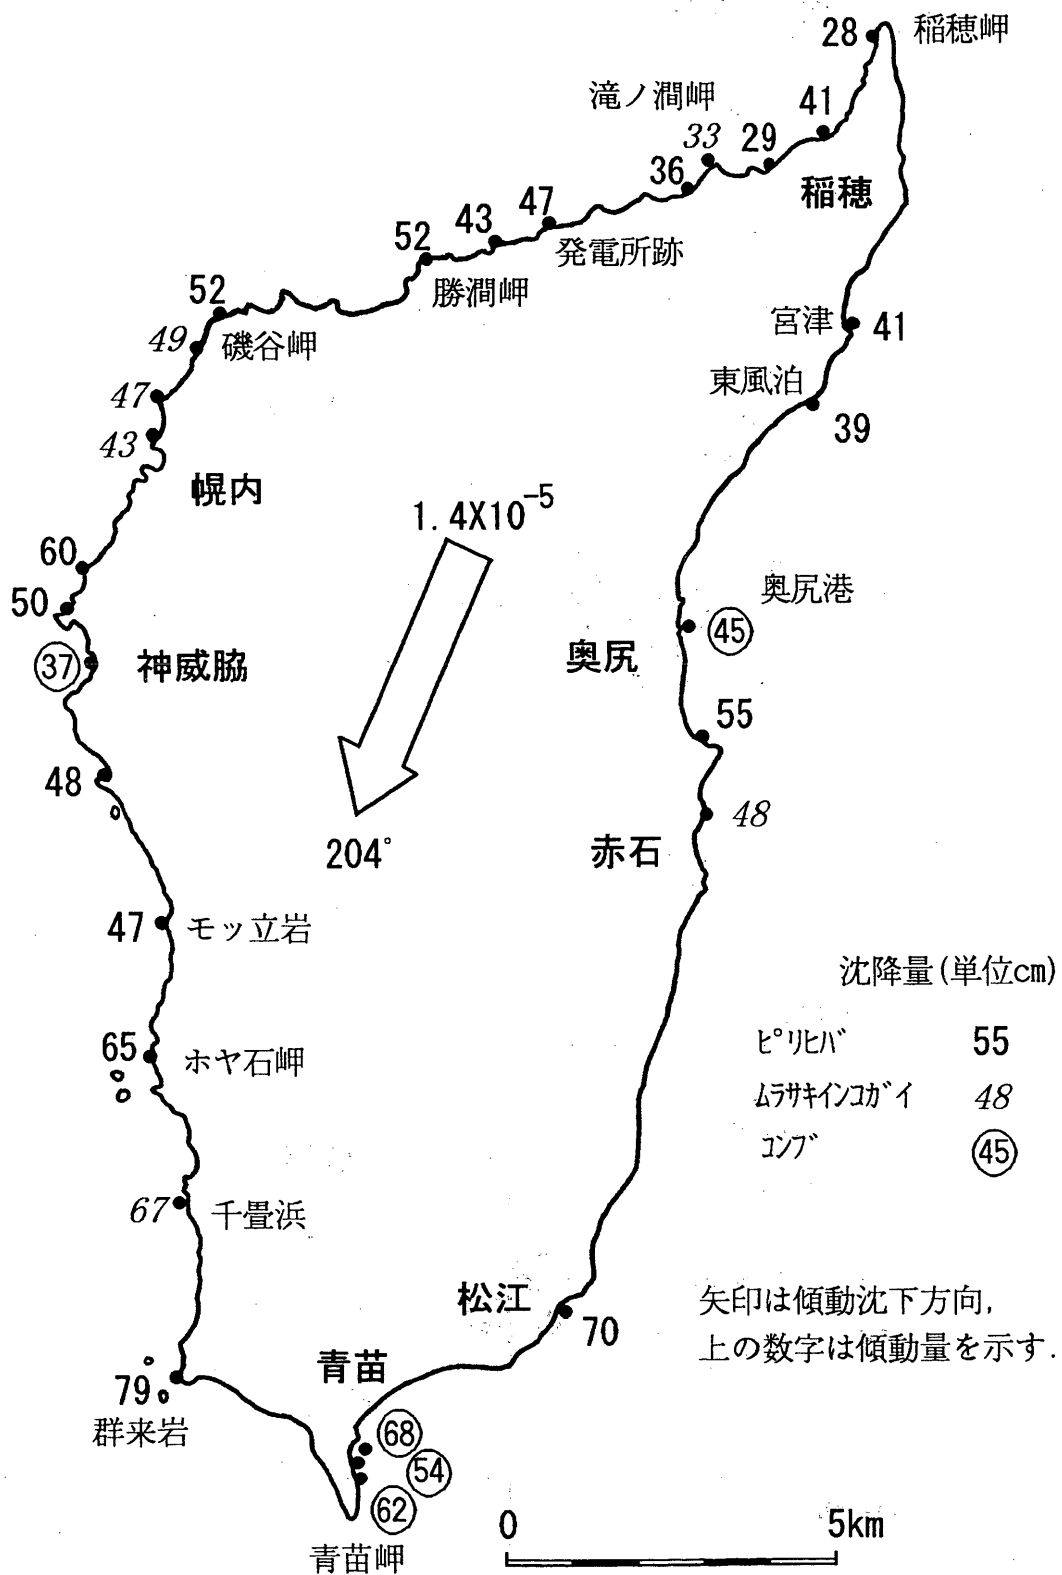 28
稲穂岬
滝ノ澗岬
41
33
29
36
稲穂
47
43
52
発電所跡
勝澗岬
52
宮津
41
49
磯谷岬
東風泊
47
39
43
幌内
1.4X10⁻⁵
60
奥尻港
50
45
奥尻
37
神威脇
55
48
48
赤石
204°
47
モッ立岩
沈降量(単位cm)
65
ホヤ石岬
ピリヒバ 55
ムラサキインコガイ 48
コンブ 45
67
千畳浜
松江
70
矢印は傾動沈下方向,
上の数字は傾動量を示す.
青苗
79
群来岩
68
54
62
青苗岬
0 5km